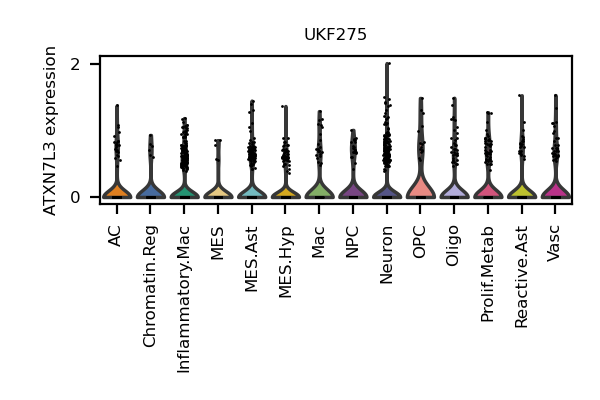 UKF275
ATXN7L3 expression
2
0
AC
Chromatin.Reg
Inflammatory.Mac
MES
MES.Ast
MES.Hyp
Mac
NPC
Neuron
OPC
Oligo
Prolif.Metab
Reactive.Ast
Vasc